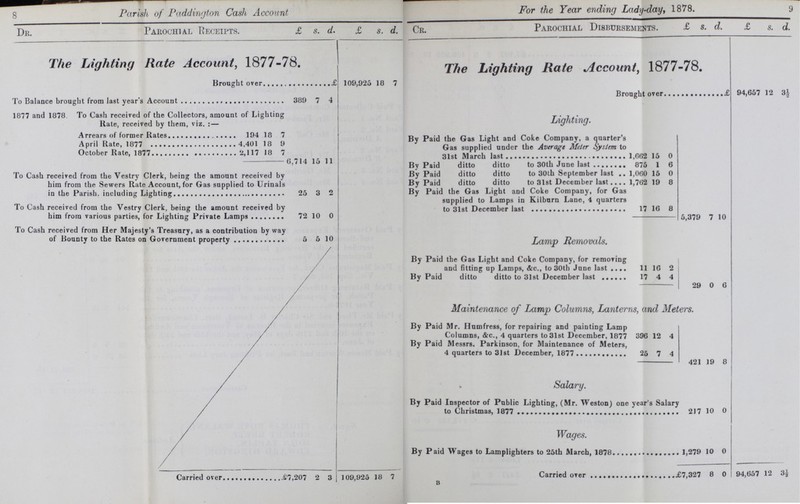 8
Parish of Paddington Cash Account
DR. PAROCHIAL RECEIPTS. £ s. d. £ s. d.
The Lighting Rate Account, 1877-78.
Brought over..............£ 109,925 18 7
To Balance brought from last year's Account ........................ 389 7 4
1877 and 1878 To Cash received of the Collectors, amount of Lighting
Rate, received by them, viz. :—
Arrears of former Rates................ 194 18 7
April Rate, 1877 .................... 4,401 18 9
October Rate, 1877.................... 2,117 18 7
6,714 15 11
To Cash received from the Vestry Clerk, being the amount received by
him from the Sewers Rate Account, for Gas supplied to Urinals
in the Parish, including Lighting.......................... 25 3 2
To Cash received from the Vestry Clerk, being the amount received by
him from various parties, for Lighting Private Lamps ........ 72 10 0
To Cash received from Her Majesty's Treasury, as a contribution by way
of Bounty to the Rates on Government property ............ 5 5 10
Carried over..............£7,207 2 3 109,925 18 7
For the Year ending Lady-day, 1878.
9
CR. PAROCHIAL DISBURSEMENTS. £ s. d. £ s. d.
The Lighting Rate Account, 1877-78.
Brought over..............£ 94,657 12 3½
Lighting.
By Paid the Gas Light and Coke Company, a quarter's
Gas supplied under the Average Meter System to
31st March last ........................ 1,662 15 0
By Paid ditto ditto to 30th June last ........ 875 1 6
By Paid ditto ditto to 30th September last .. 1,060 15 0
By Paid ditto ditto to 31st December last .... 1,762 19 8
By Paid the Gas Light and Coke Company, for Gas
supplied to Lamps in Kilburn Lane, 4 quarters
to 31st December last .................... 17 16 8
5,379 7 10
Lamp Removals.
By Paid the Gas Light and Coke Company, for removing
and fitting up Lamps, &c., to 30th June last .... 11 16 2
By Paid ditto ditto to 31st December last ...... 17 4 4
29 0 6
Maintenance of Lamp Columns, Lanterns, and Meters.
By Paid Mr. Humfress, for repairing and painting Lamp
Columns, &c., 4 quarters to 31st December, 1877 396 12 4
By Paid Messrs. Parkinson, for Maintenance of Meters,
4 quarters to 31st December, 1877............ 25 7 4
421 19 8
Salary.
By Paid Inspector of Public Lighting, (Mr. Weston) one year's Salary
to Christmas, 1877 ...................................... 217 10 0
Wages.
By Paid Wages to Lamplighters to 25th March, 1878................ 1,279 10 0
Carried over ....................£7,327 8 0 94,657 12 3½
B